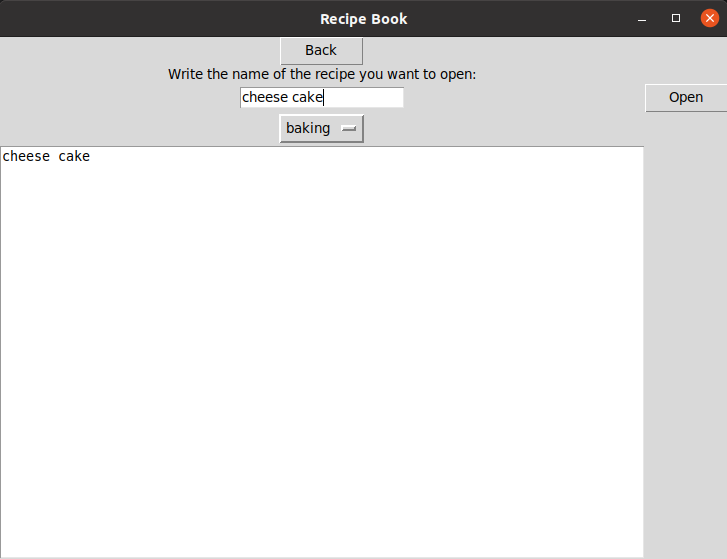 Recipe Book
Back
Write the name of the recipe you want to open:
cheese cake
Open
baking
cheese cake